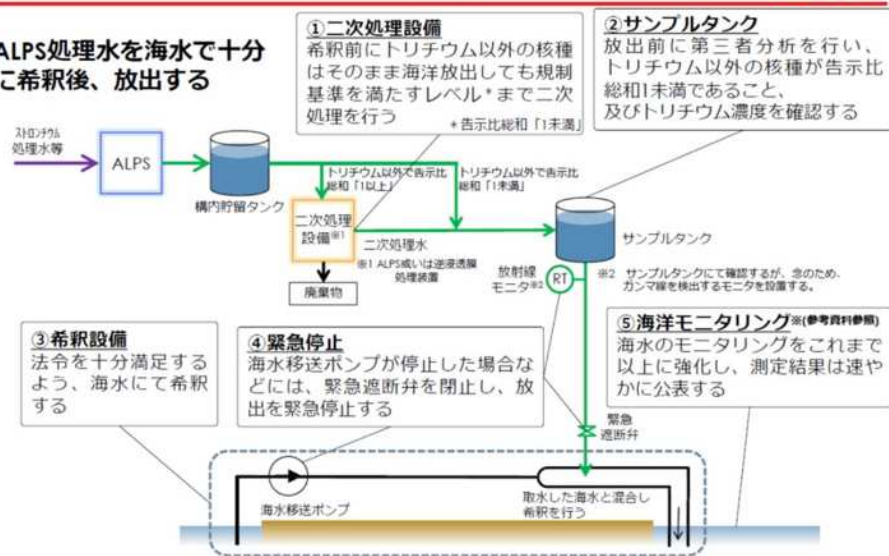 ALPS処理水を海水で十分
に希釈後、放出する
①二次処理設備
希釈前にトリチウム以外の核種
はそのまま海洋放出しても規制
基準を満たすレベル*まで二次
処理を行う
*告示比総和「1未満」
②サンプルタンク
放出前に第三者分析を行い、
トリチウム以外の核種が告示比
総和1未満であること、
及びトリチウム濃度を確認する
ストロンチウム
処理水等
ALPS
構内貯留タンク
トリチウム以外で告示比
総和「1以上」
トリチウム以外で告示比
総和「1未満」
二次処理
設備※1
二次処理水
※1 ALPS或いは逆浸透膜
処理装置
廃棄物
サンプルタンク
放射線
モニタ※2
RT
※2 サンプルタンクにて確認するが、念のため、
ガンマ線を検出するモニタを設置する。
③希釈設備
法令を十分満足する
よう、海水にて希釈
する
④緊急停止
海水移送ポンプが停止した場合
などには、緊急遮断弁を閉止し、放
出を緊急停止する
⑤海洋モニタリング※(参考資料参照)
海水のモニタリングをこれまで
以上に強化し、測定結果は速や
かに公表する
緊急
遮断弁
海水移送ポンプ
取水した海水と混合し
希釈を行う